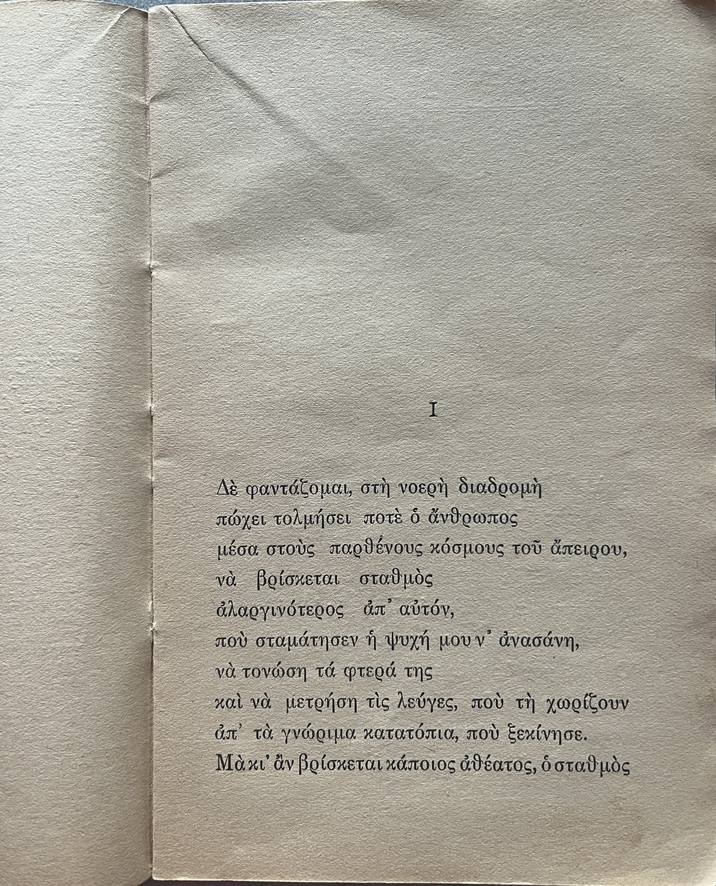 I
Δὲ φαντάζομαι, στὴ νοερὴ διαδρομὴ
πὤχει τολμήσει ποτὲ ὁ ἄνθρωπος
μέσα στοὺς παρθένους κόσμους τοῦ ἄπειρου,
νὰ βρίσκεται σταθμὸς
ἀλαργινότερος ἀπ' αὐτόν,
ποὺ σταμάτησεν ἡ ψυχή μου ν' ἀνασάνη,
νὰ τονώση τά φτερά της
καὶ νὰ μετρήση τὶς λεύγες, ποὺ τὴ χωρίζουν
ἀπ' τὰ γνώριμα κατατόπια, ποὺ ξεκίνησε.
Μὰ κι' ἂν βρίσκεται κάποιος ἀθέατος, ὁ σταθμὸς